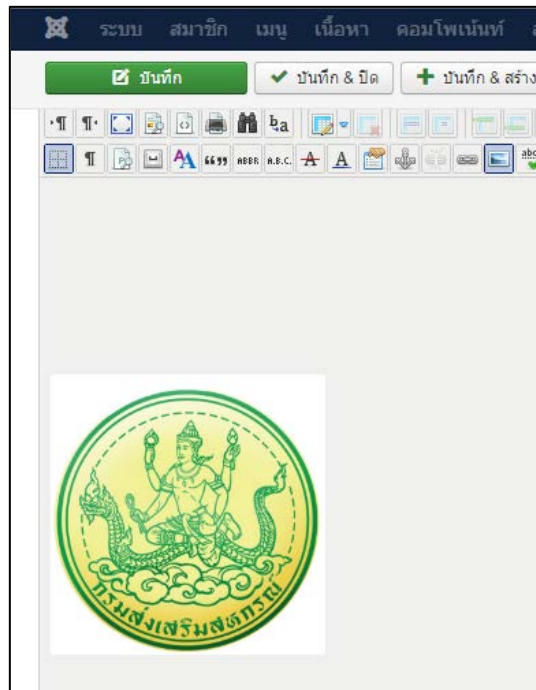 ระบบ สมาชิก เมนู เนื้อหา คอมโพเน้นท์
บันทึก บันทึก & ปิด บันทึก & สร้าง
กรมส่งเสริมสหกรณ์